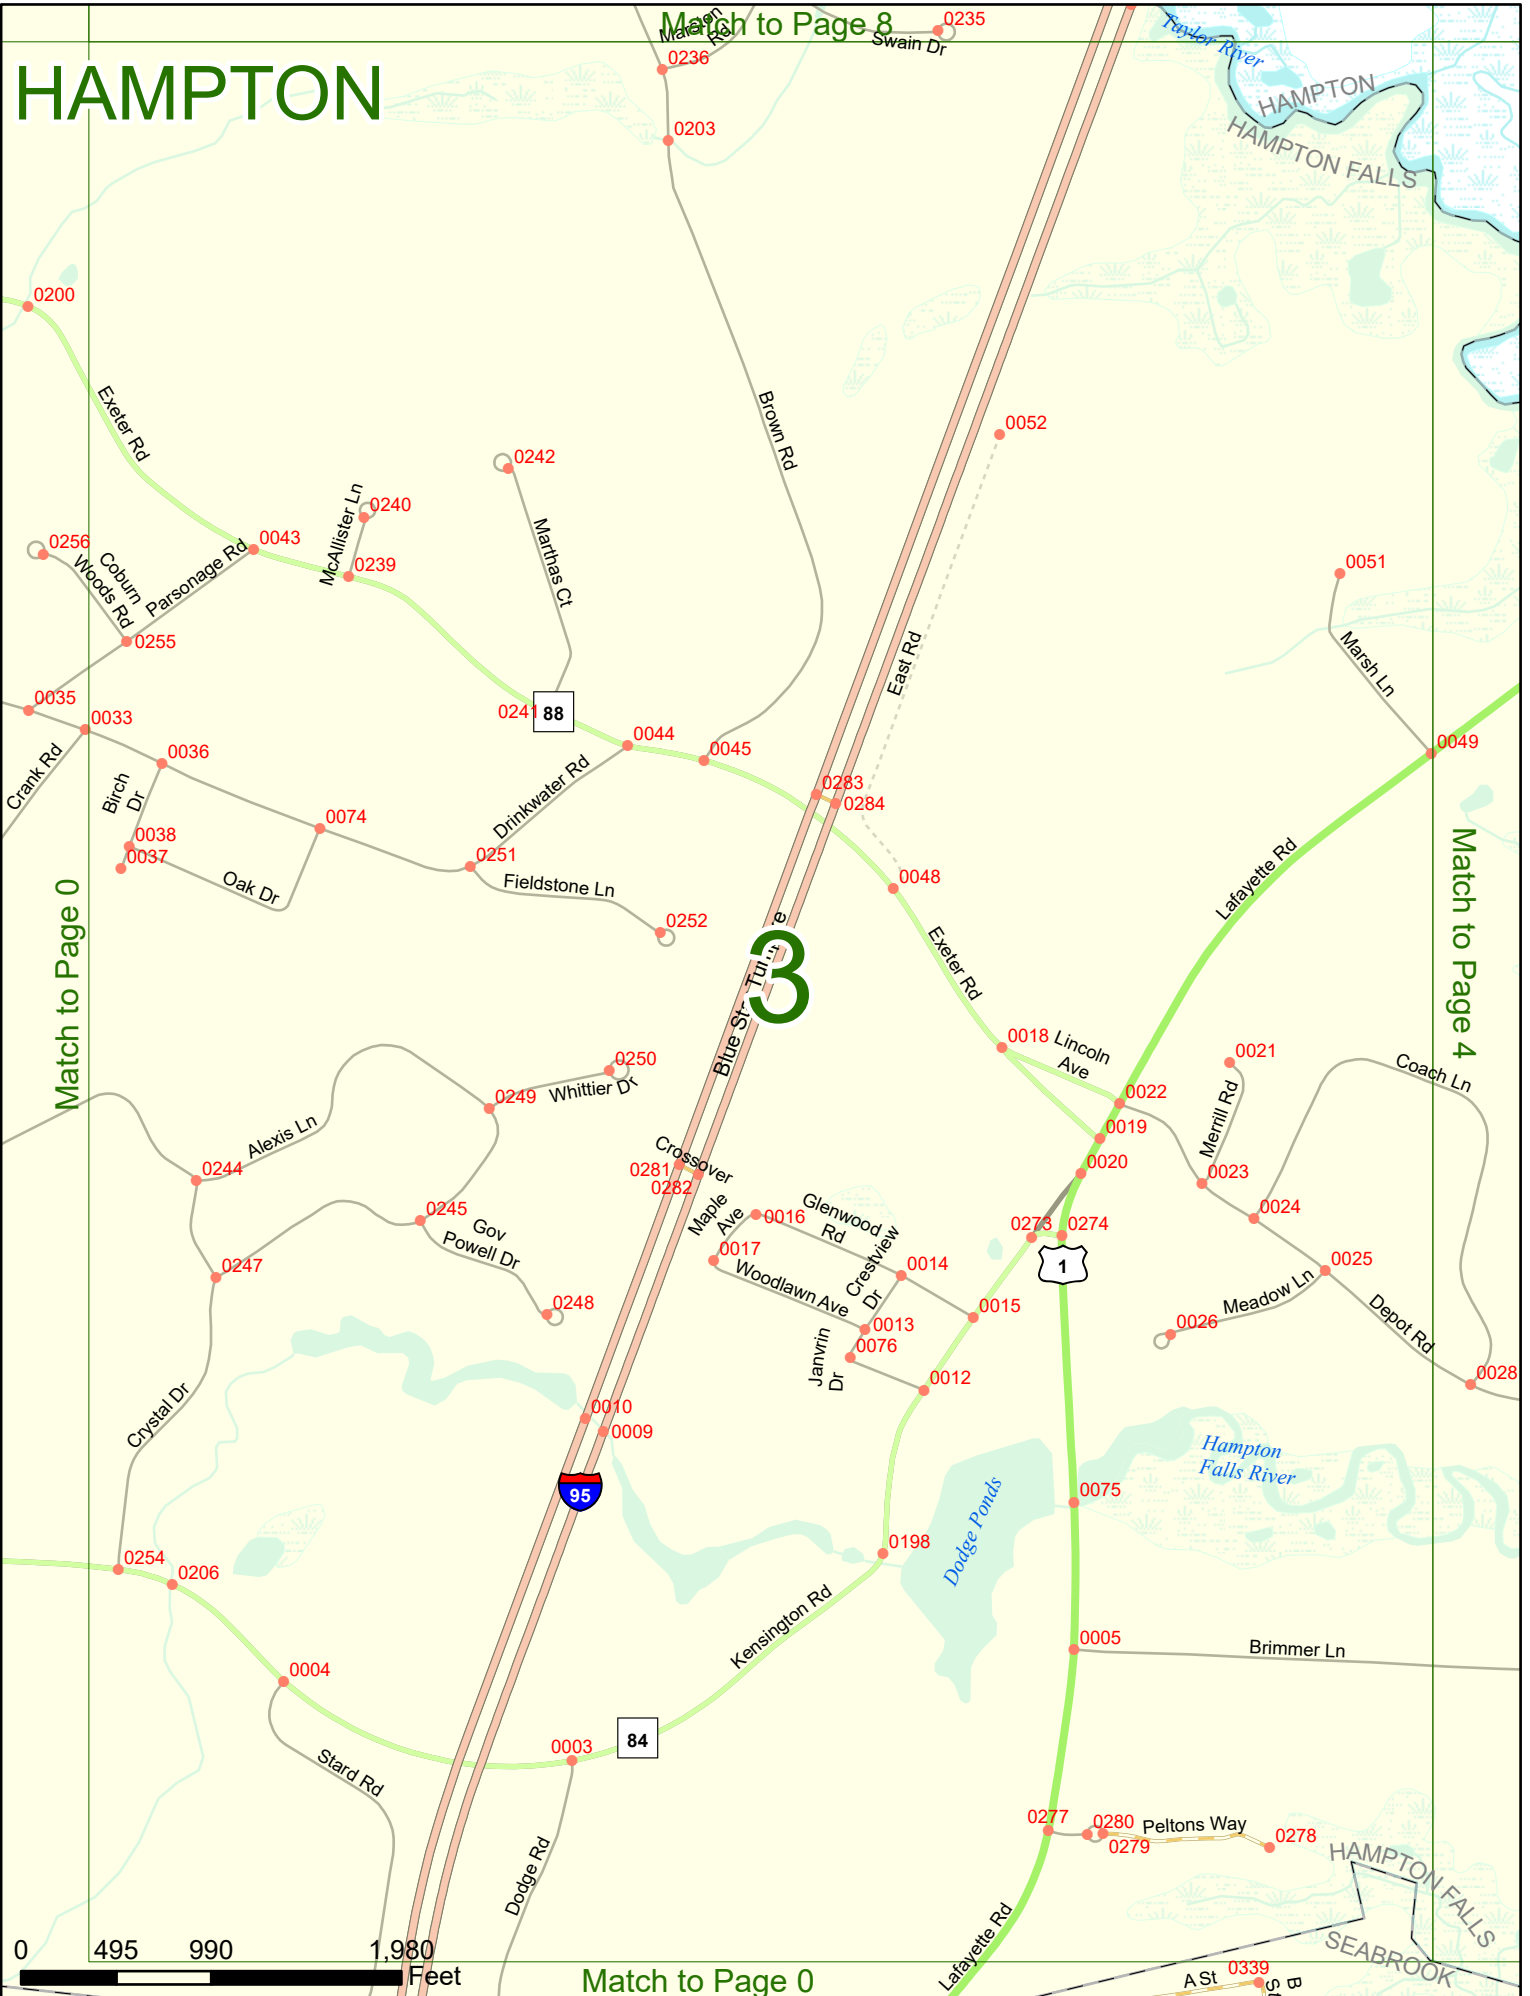 Match to Page 8
HAMPTON
Marston
Rd
Swain Dr
0235
0236
0203
Taylor River
HAMPTON
HAMPTON FALLS
0200
Exeter Rd
Brown Rd
0052
0242
0240
McAllister Ln
Marthas Ct
0043
0239
0256
Coburn
Woods Rd
Parsonage Rd
0255
0051
Marsh Ln
East Rd
0035
0033
0241
88
0044
0045
0049
Crank Rd
0036
Birch
Dr
Drinkwater Rd
0283
0284
0074
0038
0037
Oak Dr
0251
Fieldstone Ln
0252
0048
Lafayette Rd
Match to Page 0
Match to Page 4
3
Exeter Rd
0018
Lincoln
Ave
0021
Coach Ln
0250
Whittier Dr
0249
0022
Merrill Rd
0019
Alexis Ln
0244
Crossover
0281
0282
0020
0023
Maple
Ave
0016
Glenwood
Rd
0024
0245
Gov
Powell Dr
0273
0274
1
0017
Woodlawn Ave
Crestview
Dr
0014
0025
0247
0248
0015
Meadow Ln
0026
Depot Rd
0013
0076
Janvrin
Dr
0012
0028
Crystal Dr
0010
0009
Hampton
Falls River
95
Dodge Ponds
0075
0198
0254
0206
Kensington Rd
0005
Brimmer Ln
0004
0003
84
Stard Rd
0277
0280
0279
Peltons Way
0278
Dodge Rd
HAMPTON FALLS
SEABROOK
Lafayette Rd
0339
A St
B
St
0 495 990 1,980
Feet
Match to Page 0